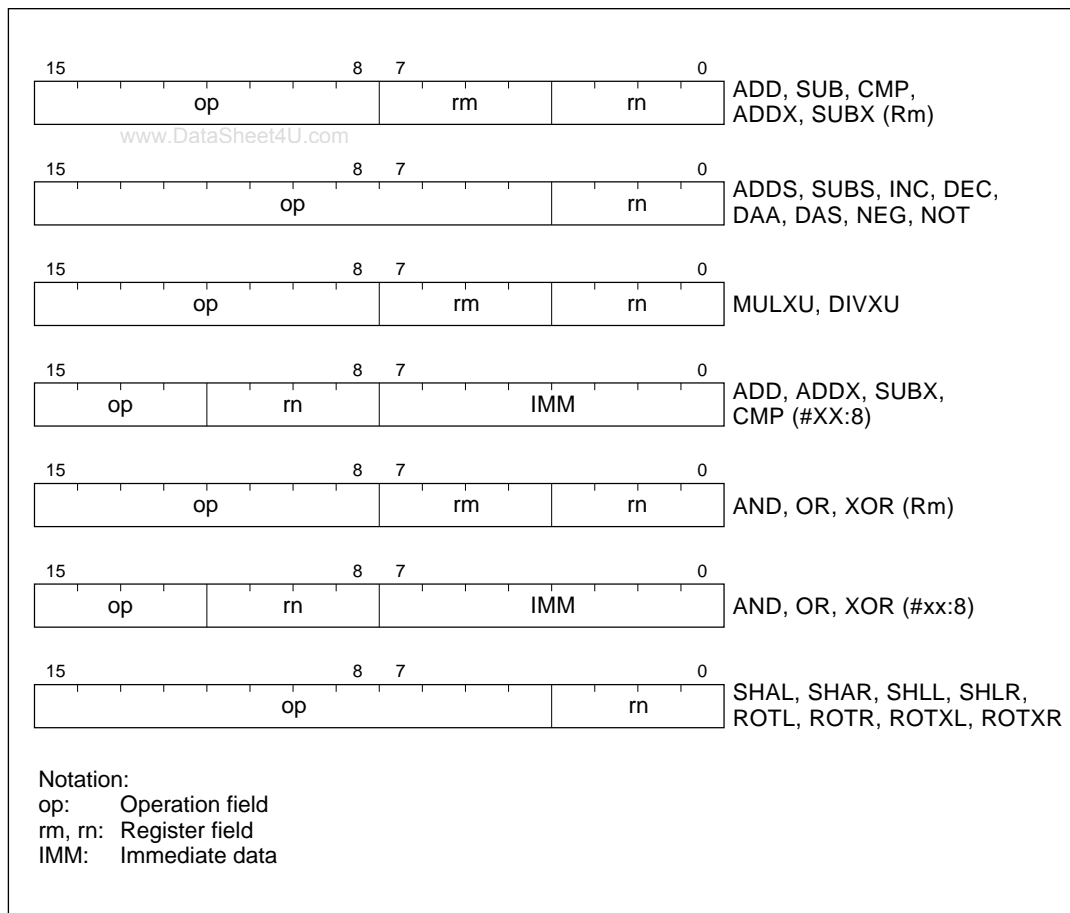 15 8 7 0
op rm rn
ADD, SUB, CMP,
ADDX, SUBX (Rm)
www.DataSheet4U.com
15 8 7 0
op rn
ADDS, SUBS, INC, DEC,
DAA, DAS, NEG, NOT
15 8 7 0
op rm rn
MULXU, DIVXU
15 8 7 0
op rn IMM
ADD, ADDX, SUBX,
CMP (#XX:8)
15 8 7 0
op rm rn
AND, OR, XOR (Rm)
15 8 7 0
op rn IMM
AND, OR, XOR (#xx:8)
15 8 7 0
op rn
SHAL, SHAR, SHLL, SHLR,
ROTL, ROTR, ROTXL, ROTXR
Notation:
op: Operation field
rm, rn: Register field
IMM: Immediate data